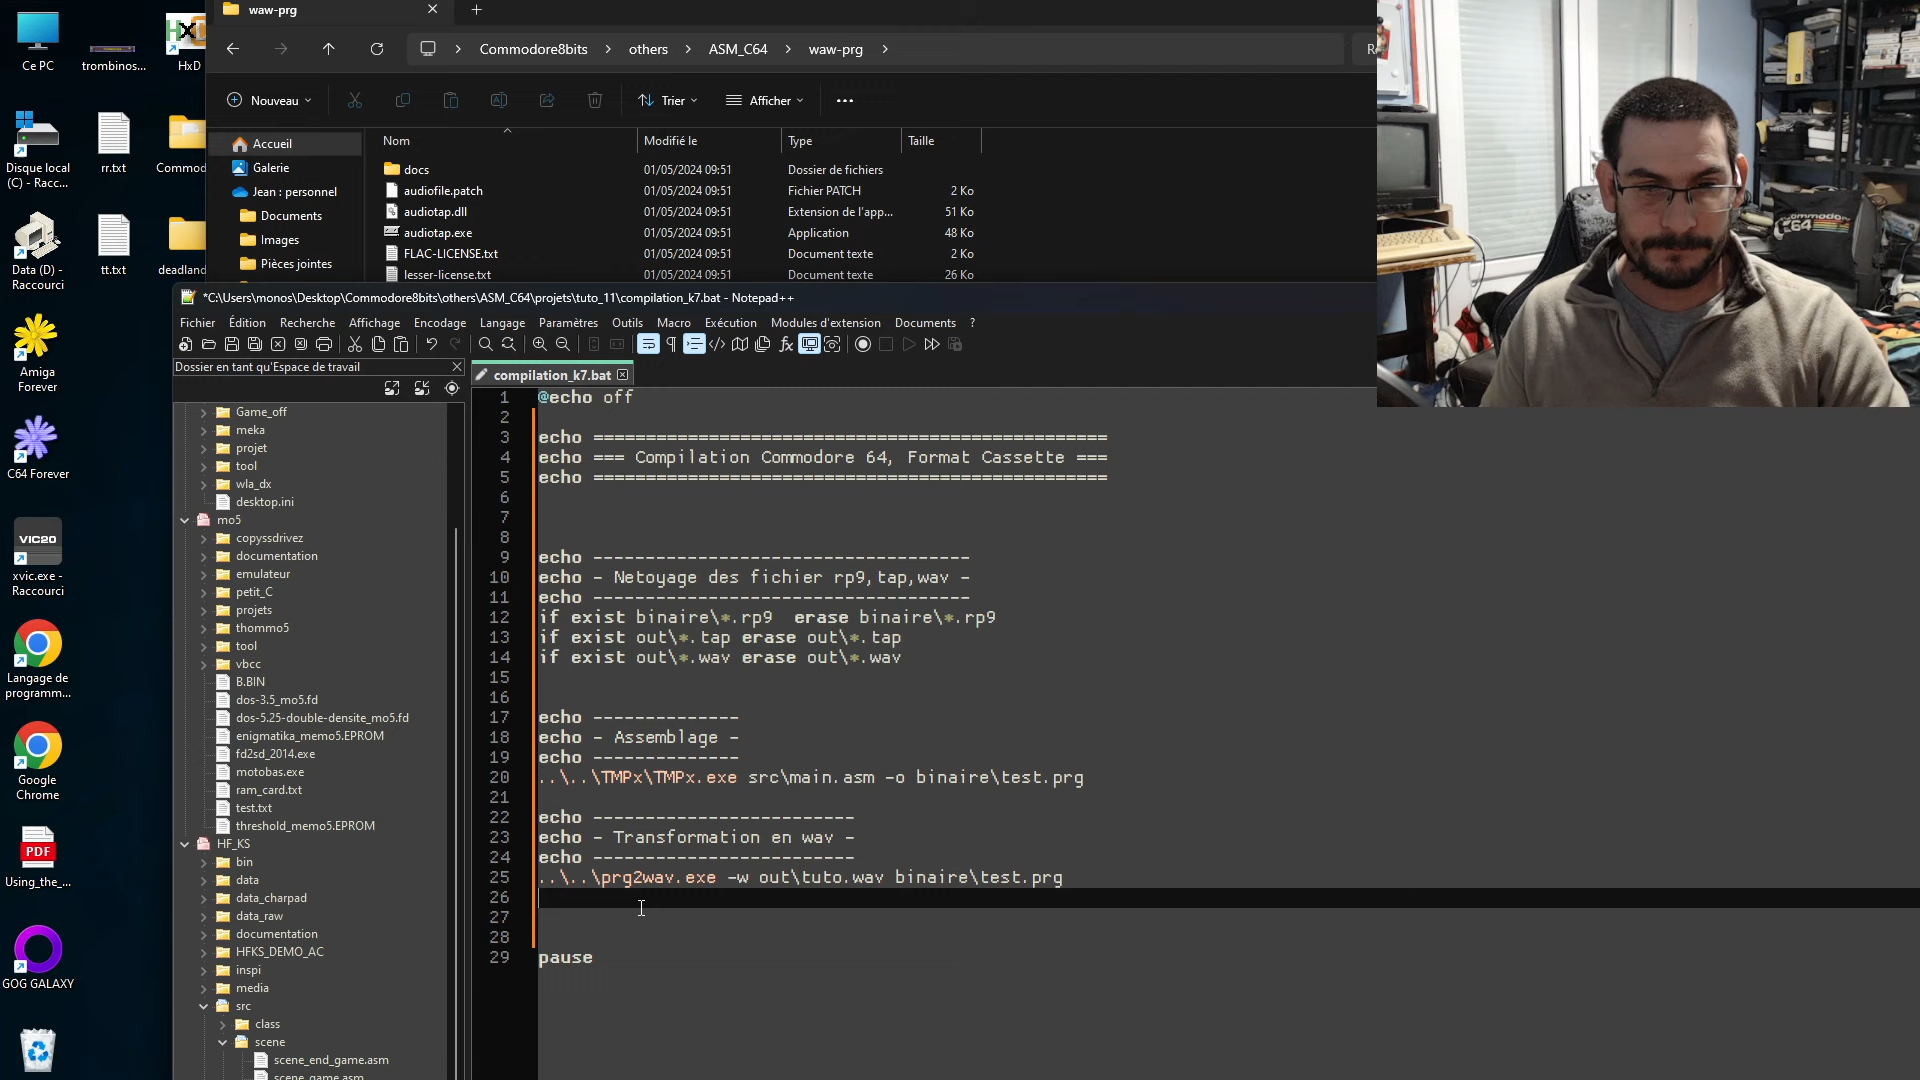 waw-prg
Commodore8bits > others > ASM_C64 > waw-prg >
Nouveau
Trier
Afficher
Accueil
Galerie
Jean : personnel
Documents
Images
Pièces jointes
Nom
Modifié le
Type
Taille
docs 01/05/2024 09:51 Dossier de fichiers
audiofile.patch 01/05/2024 09:51 Fichier PATCH 2 Ko
audiotap.dll 01/05/2024 09:51 Extension de l'app... 51 Ko
audiotap.exe 01/05/2024 09:51 Application 48 Ko
FLAC-LICENSE.txt 01/05/2024 09:51 Document texte 2 Ko
lesser-license.txt 01/05/2024 09:51 Document texte 26 Ko
Ce PC
trombinos...
HxD
Disque local
(C) - Racc...
rr.txt
Commod
Data (D) -
Raccourci
tt.txt
deadland
Amiga
Forever
C64 Forever
VIC20
xvic.exe -
Raccourci
Langage de
programm...
Google
Chrome
PDF
Using_the_...
GOG GALAXY
*C:\Users\monos\Desktop\Commodore8bits\others\ASM_C64\projets\tuto_11\compilation_k7.bat - Notepad++
Fichier Édition Recherche Affichage Encodage Langage Paramètres Outils Macro Exécution Modules d'extension Documents ?
Dossier en tant qu'Espace de travail
Game_off
meka
projet
tool
wla_dx
desktop.ini
mo5
copyssdrivez
documentation
emulateur
petit_C
projets
thommo5
tool
vbcc
B.BIN
dos-3.5_mo5.fd
dos-5.25-double-densite_mo5.fd
enigmatika_memo5.EPROM
fd2sd_2014.exe
motobas.exe
ram_card.txt
test.txt
threshold_memo5.EPROM
HF_KS
bin
data
data_charpad
data_raw
documentation
HFKS_DEMO_AC
inspi
media
src
class
scene
scene_end_game.asm
scene_game.asm
compilation_k7.bat
1 @echo off
2
3 echo =================================================
4 echo === Compilation Commodore 64, Format Cassette ===
5 echo =================================================
6
7
8
9 echo ------------------------------------
10 echo - Netoyage des fichier rp9,tap,wav -
11 echo ------------------------------------
12 if exist binaire\*.rp9  erase binaire\*.rp9
13 if exist out\*.tap erase out\*.tap
14 if exist out\*.wav erase out\*.wav
15
16
17 echo --------------
18 echo - Assemblage -
19 echo --------------
20 ..\..\TMPx\TMPx.exe src\main.asm -o binaire\test.prg
21
22 echo -------------------------
23 echo - Transformation en wav -
24 echo -------------------------
25 ..\..\prg2wav.exe -w out\tuto.wav binaire\test.prg
26
27
28
29 pause
commodore
C64